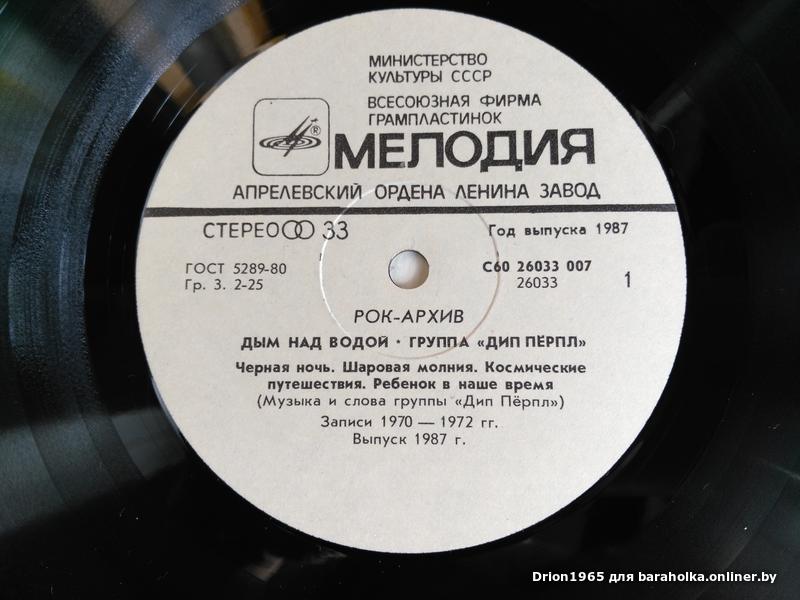 МИНИСТЕРСТВО
КУЛЬТУРЫ СССР
ВСЕСОЮЗНАЯ ФИРМА
ГРАМПЛАСТИНОК
® МЕЛОДИЯ
АПРЕЛЕВСКИЙ ОРДЕНА ЛЕНИНА ЗАВОД
СТЕРЕО 33 Год выпуска 1987
ГОСТ 5289-80 С60 26033 007
Гр. 3. 2-25 26033 1
РОК-АРХИВ
ДЫМ НАД ВОДОЙ • ГРУППА «ДИП ПЁРПЛ»
Черная ночь. Шаровая молния. Космические
путешествия. Ребенок в наше время
(Музыка и слова группы «Дип Пёрпл»)
Записи 1970 — 1972 гг.
Выпуск 1987 г.
Drion1965 для baraholka.onliner.by